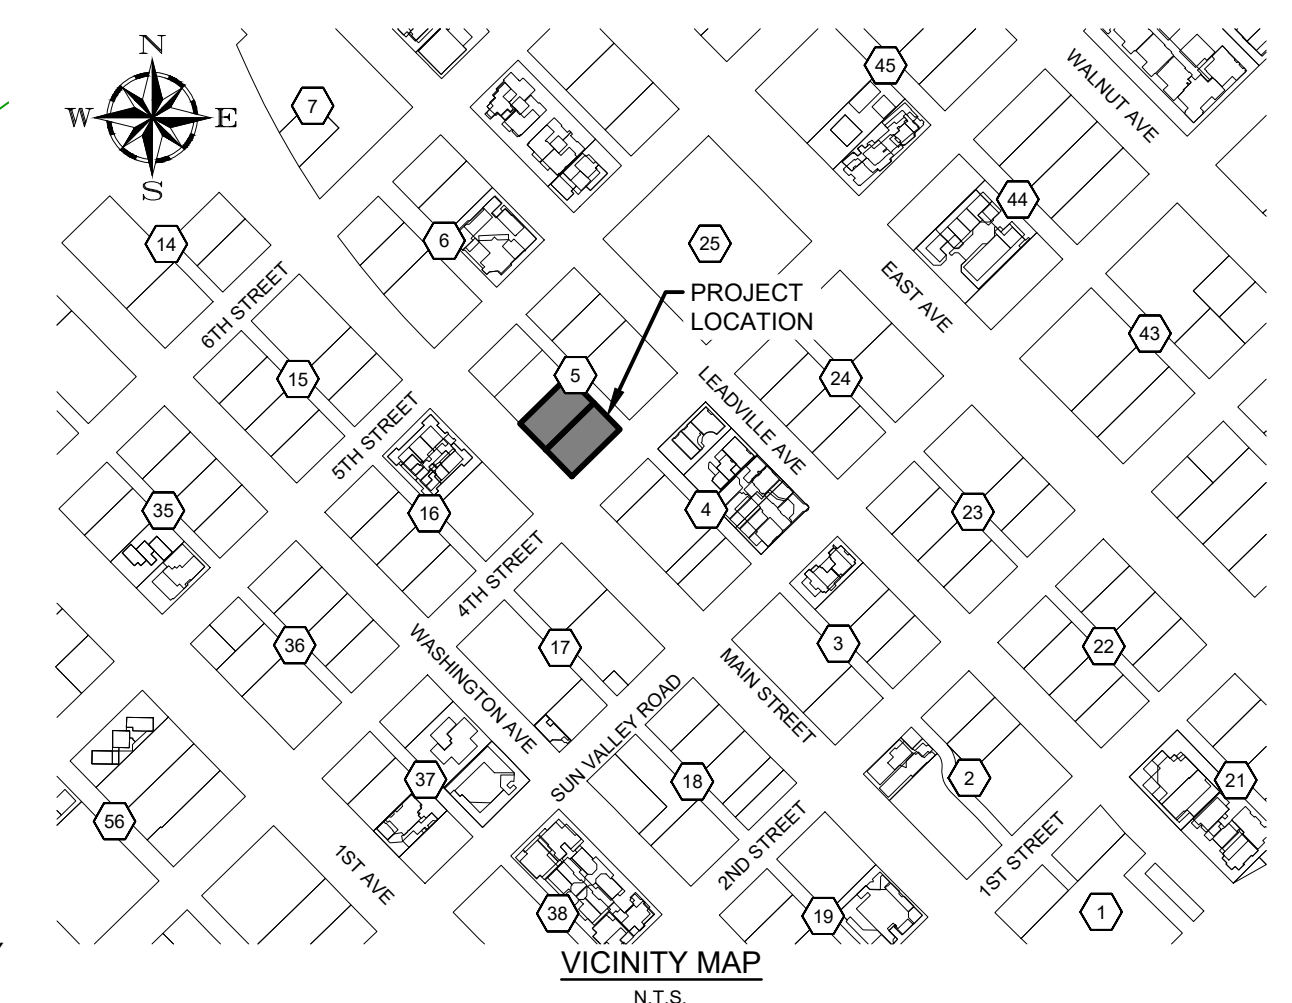 N
W E
S
7
45
WALNUT AVE
44
14
6
25
6TH STREET
EAST AVE
PROJECT
LOCATION
43
15
5
24
LEADVILLE AVE
5TH STREET
35
16
4
23
4TH STREET
36
17
3
22
WASHINGTON AVE
MAIN STREET
SUN VALLEY ROAD
37
18
2
21
56
2ND STREET
1ST STREET
1ST AVE
38
19
1
VICINITY MAP
N.T.S.